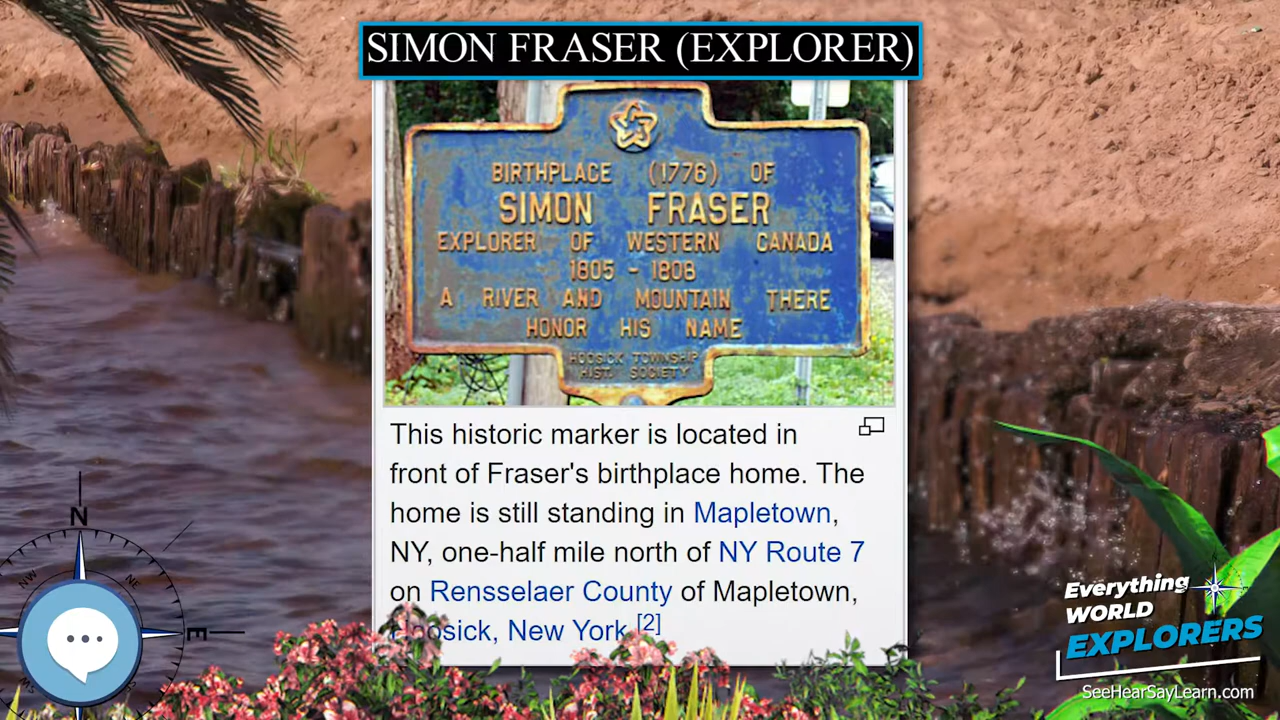 SIMON FRASER (EXPLORER)
BIRTHPLACE (1776) OF
SIMON FRASER
EXPLORER OF WESTERN CANADA
1805 - 1808
A RIVER AND MOUNTAIN THERE
HONOR HIS NAME
HOOSICK TOWNSHIP
HIST. SOCIETY
This historic marker is located in
front of Fraser's birthplace home. The
home is still standing in Mapletown,
NY, one-half mile north of NY Route 7
on Rensselaer County of Mapletown,
Hoosick, New York.[2]
N
NW
NE
E
Everything
WORLD
EXPLORERS
SeeHearSayLearn.com